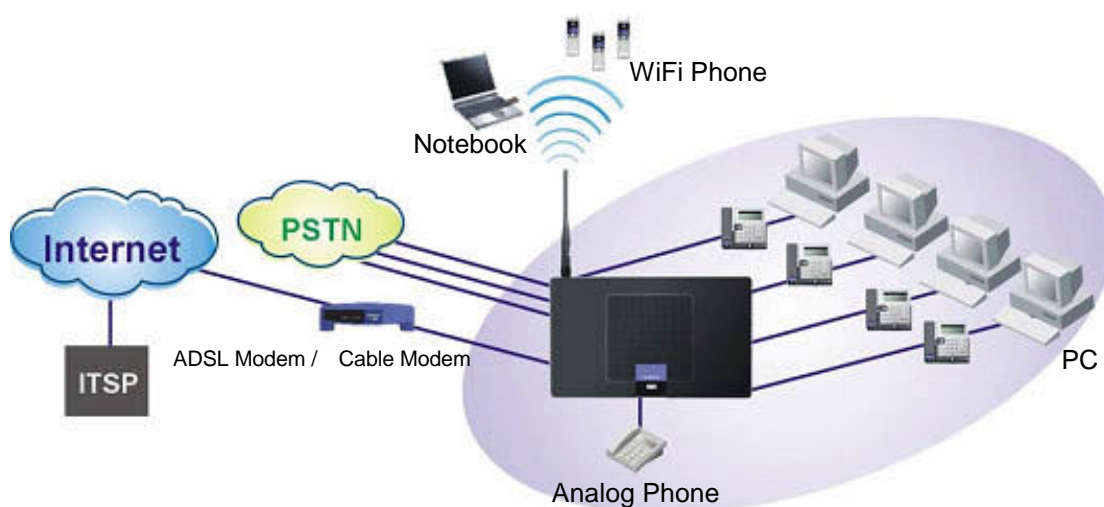 WiFi Phone
Notebook
PSTN
Internet
ADSL Modem / Cable Modem
ITSP
PC
Analog Phone